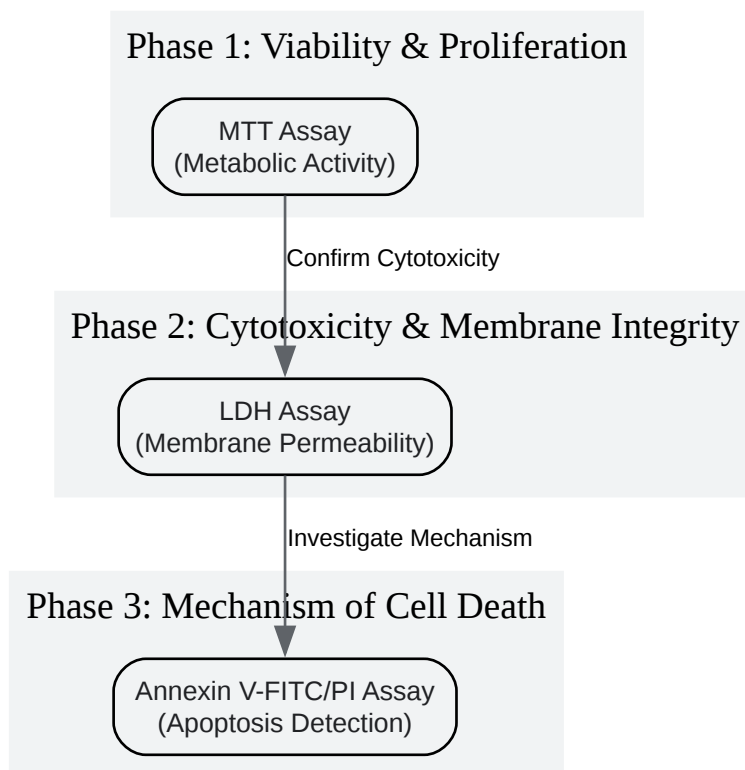 Phase 1: Viability & Proliferation
MTT Assay
(Metabolic Activity)
Confirm Cytotoxicity
Phase 2: Cytotoxicity & Membrane Integrity
LDH Assay
(Membrane Permeability)
Investigate Mechanism
Phase 3: Mechanism of Cell Death
Annexin V-FITC/PI Assay
(Apoptosis Detection)